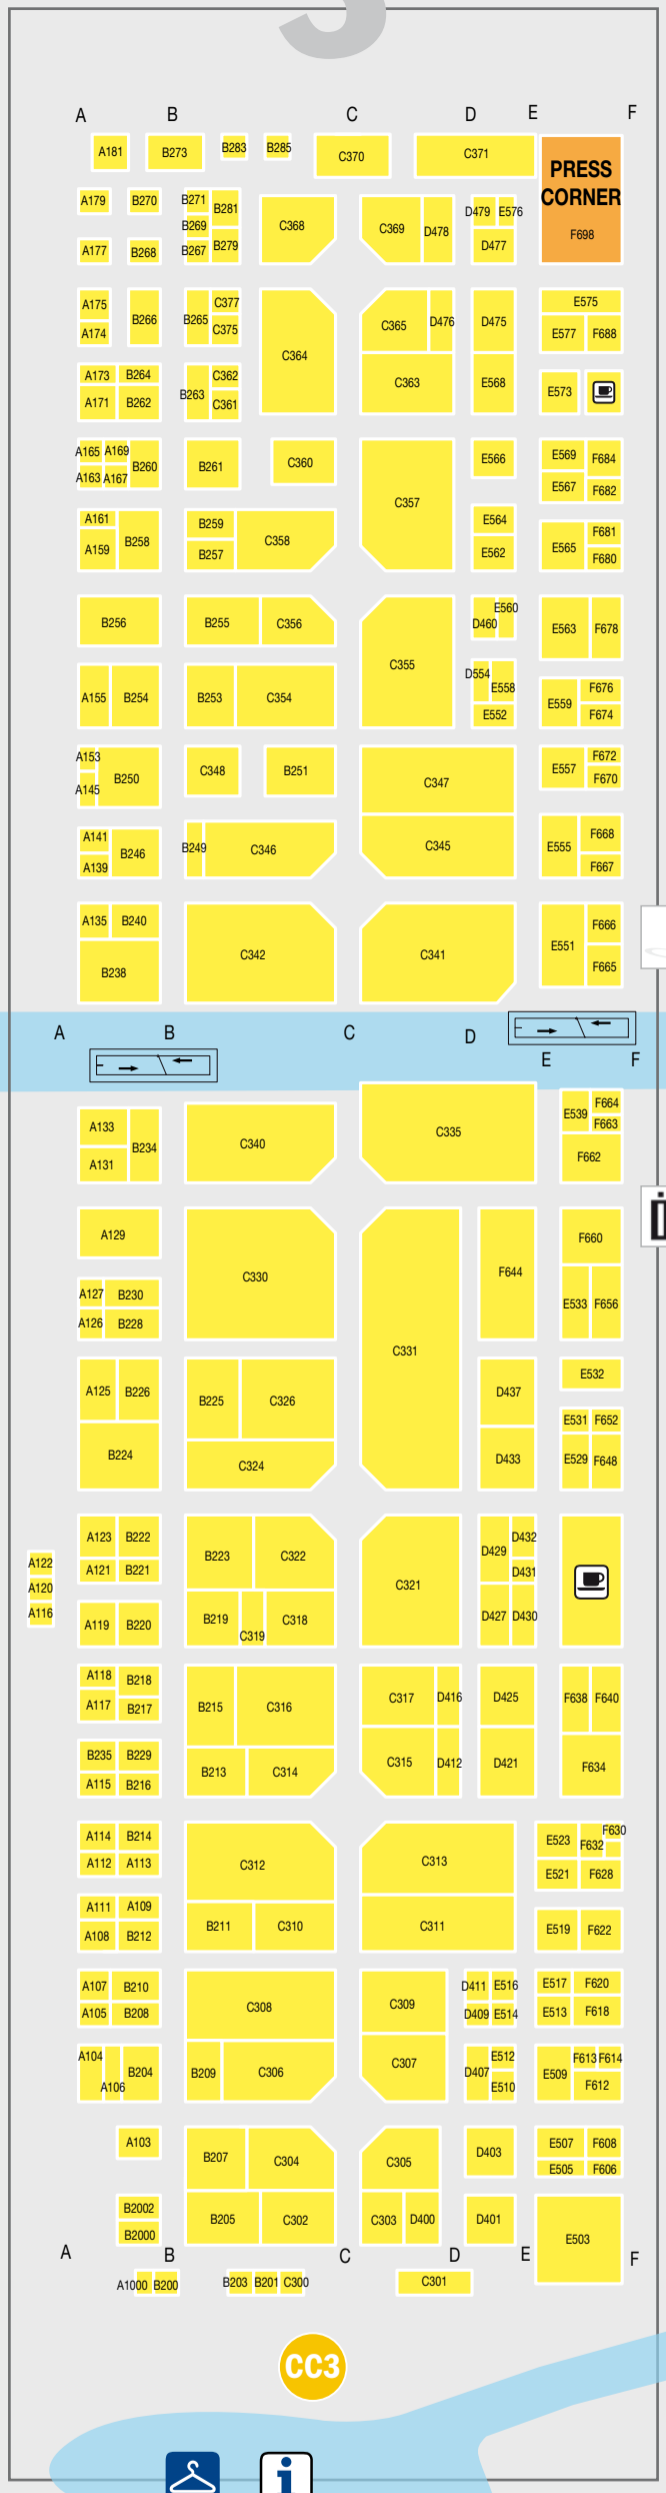 3
A B C D E F
A181 B273 B283 B285 C370 C371
PRESS
CORNER
F698
A179 B270 B271 B281 C368 C369 D478 D479 E576
B269
A177 B268 B267 B279 D477
A175 B266 B265 C377 C364 C365 D476 D475 E575
A174 C375 E577 F688
A173 B264 B263 C362 C363 E568 E573
A171 B262 C361
A165 A169 B260 B261 C360 C357 E566 E569 F684
A163 A167 E567 F682
A161 B258 B259 C358 E564 E565 F681
A159 B257 E562 F680
B256 B255 C356 C355 D460 E560 E563 F678
A155 B254 B253 C354 D554 E558 E559 F676
E552 F674
A153 B250 C348 B251 C347 E557 F672
A145 F670
A141 B246 B249 C346 C345 E555 F668
A139 F667
A135 B240 C342 C341 E551 F666
B238 F665
A B C D E F
A133 B234 C340 C335 E539 F664
F663
A131 F662
A129 C330 C331 F644 F660
A127 B230 E533 F656
A126 B228
A125 B226 B225 C326 D437 E532
E531 F652
B224 C324 D433 E529 F648
A123 B222 B223 C322 C321 D429 D432
A122 A121 B221 D431
A120
A116 A119 B220 B219 C319 C318 D427 D430
A118 B218 B215 C316 C317 D416 D425 F638 F640
A117 B217
B235 B229 B213 C314 C315 D412 D421 F634
A115 B216
A114 B214 C312 C313 E523 F632 F630
A112 A113 E521 F628
A111 A109 B211 C310 C311 E519 F622
A108 B212
A107 B210 C308 C309 D411 E516 E517 F620
A105 B208 D409 E514 E513 F618
A104 A106 B204 B209 C306 C307 D407 E512 E509 F613 F614
E510 F612
A103 B207 C304 C305 D403 E507 F608
E505 F606
B2002 B205 C302 C303 D400 D401 E503
B2000
A B C D E F
A1000 B200 B203 B201 C300 C301
CC3
i